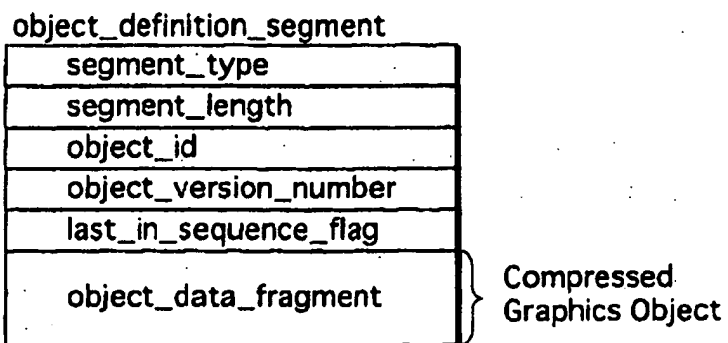 object_definition_segment
segment_type
segment_length
object_id
object_version_number
last_in_sequence_flag
object_data_fragment
Compressed
Graphics Object